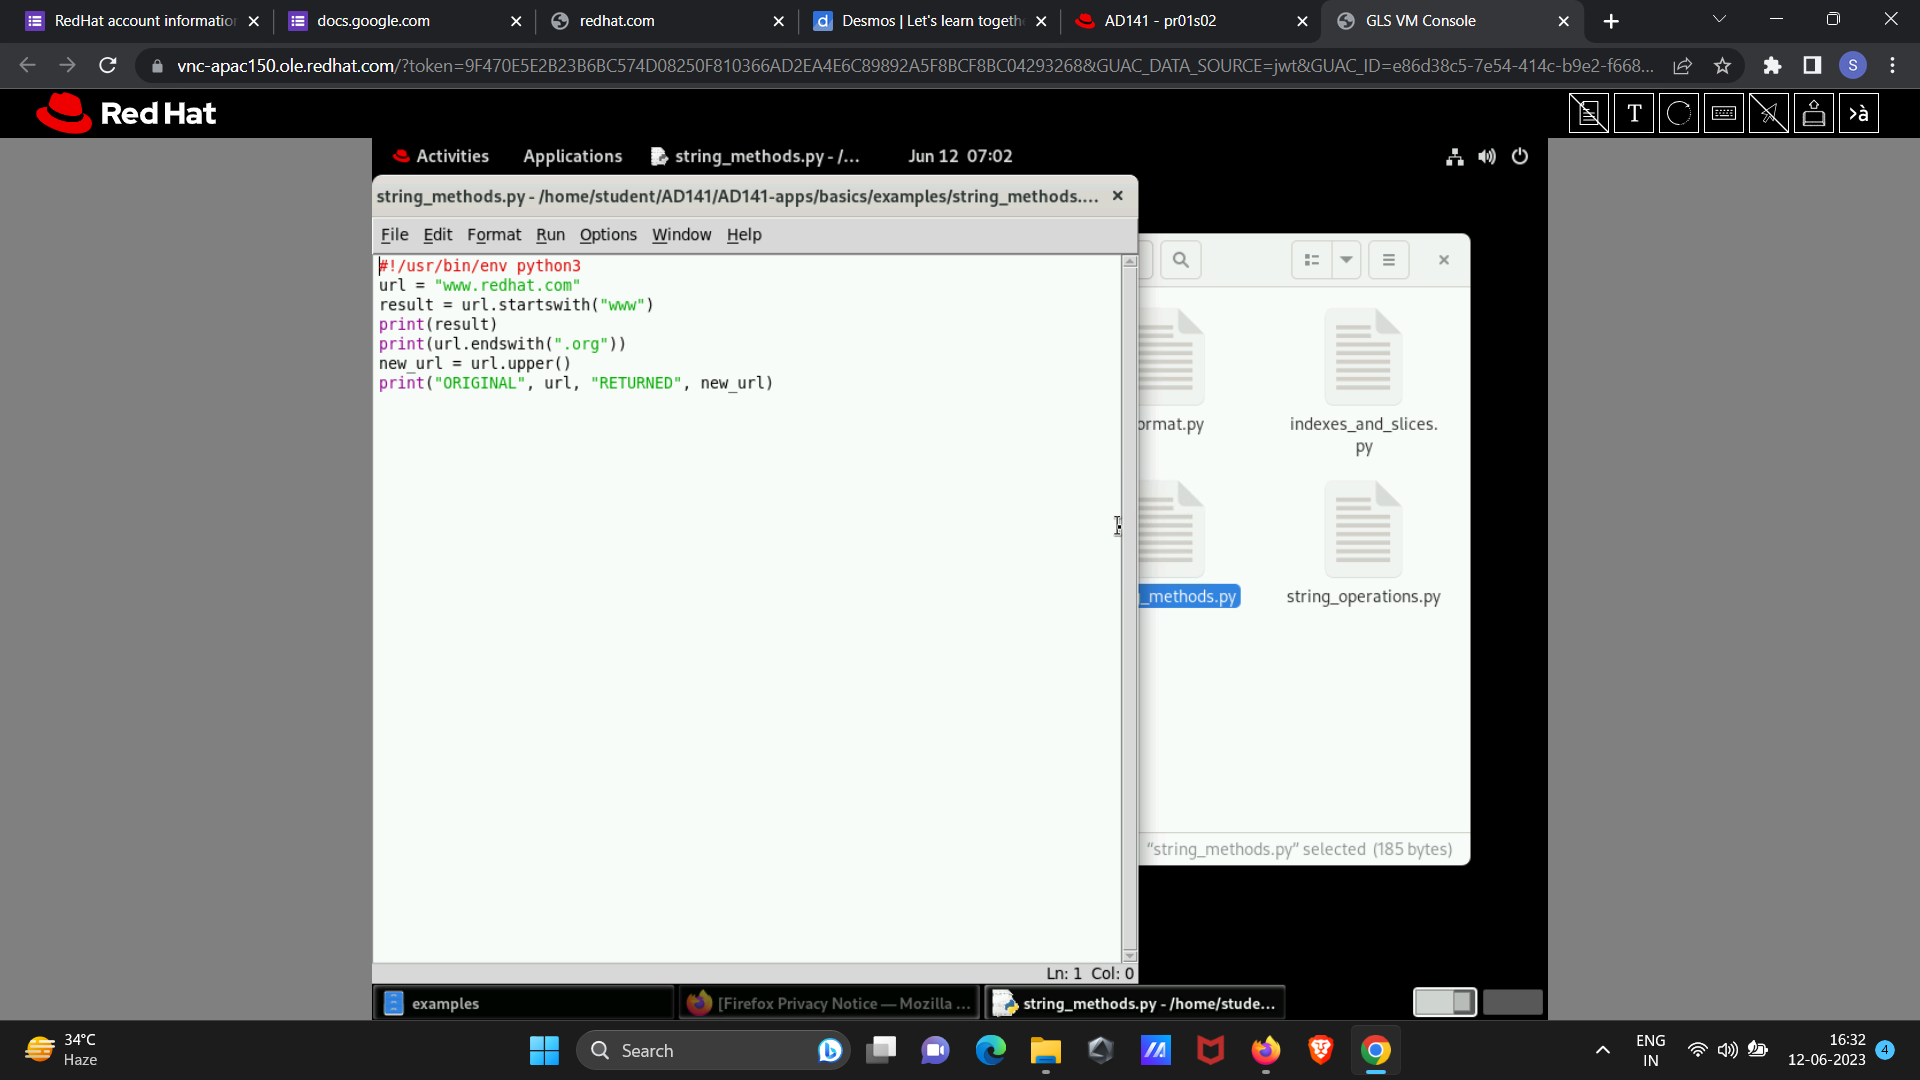 RedHat account informatio
docs.google.com
redhat.com
Desmos | Let's learn togeth
AD141 - pr01s02
GLS VM Console
vnc-apac150.ole.redhat.com/?token=9F470E5E2B23B6BC574D08250F810366AD2EA4E6C89892A5F8BCF8BC04293268&GUAC_DATA_SOURCE=jwt&GUAC_ID=e86d38c5-7e54-414c-b9e2-f668...
S
Red Hat
T
>à
Activities Applications string_methods.py - /... Jun 12 07:02
string_methods.py - /home/student/AD141/AD141-apps/basics/examples/string_methods....
File Edit Format Run Options Window Help
#!/usr/bin/env python3
url = "www.redhat.com"
result = url.startswith("www")
print(result)
print(url.endswith(".org"))
new_url = url.upper()
print("ORIGINAL", url, "RETURNED", new_url)
ormat.py
indexes_and_slices.
py
_methods.py
string_operations.py
"string_methods.py" selected (185 bytes)
Ln: 1 Col: 0
examples
[Firefox Privacy Notice — Mozilla ...
string_methods.py - /home/stude...
34°C
Haze
Search
ENG
IN
16:32
12-06-2023
4